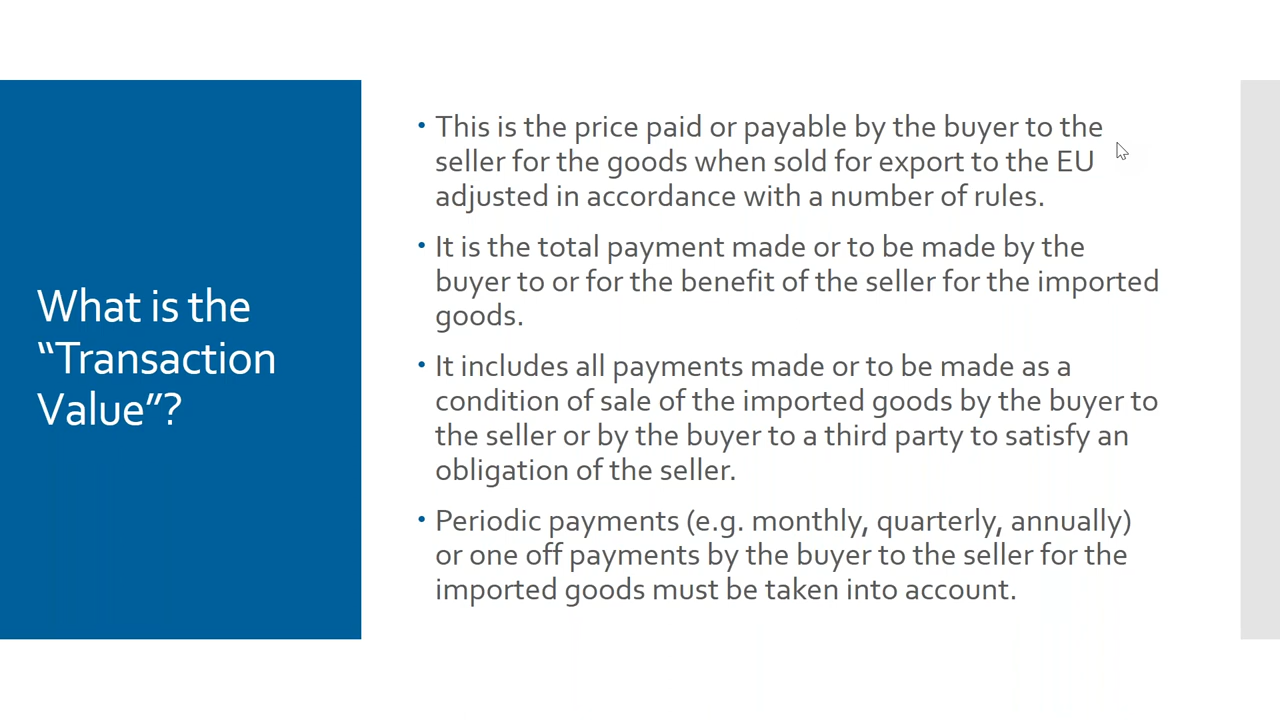 What is the
“Transaction
Value”?
• This is the price paid or payable by the buyer to the
seller for the goods when sold for export to the EU
adjusted in accordance with a number of rules.
• It is the total payment made or to be made by the
buyer to or for the benefit of the seller for the imported
goods.
• It includes all payments made or to be made as a
condition of sale of the imported goods by the buyer to
the seller or by the buyer to a third party to satisfy an
obligation of the seller.
• Periodic payments (e.g. monthly, quarterly, annually)
or one off payments by the buyer to the seller for the
imported goods must be taken into account.